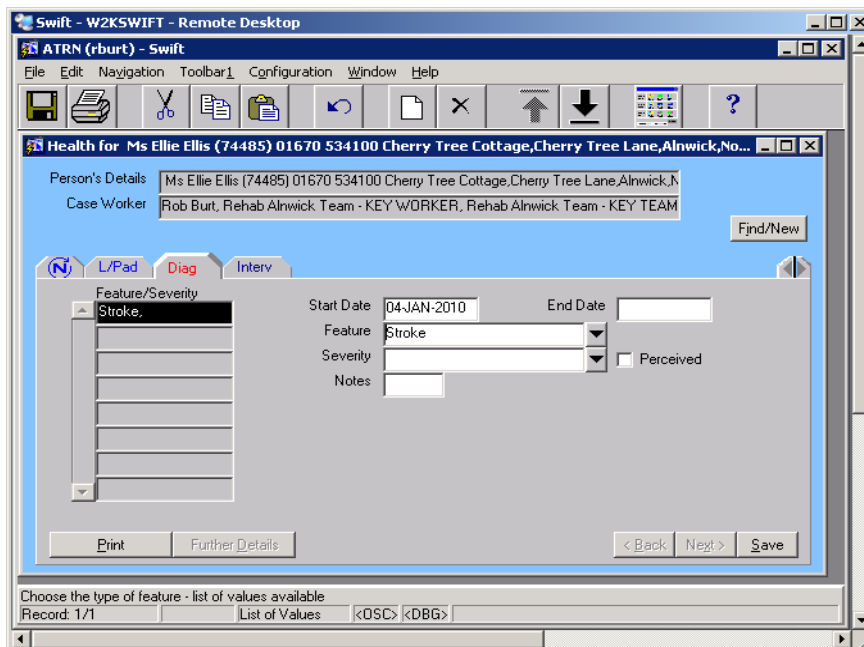 Swift - W2KSWIFT - Remote Desktop
ATRN (rburt) - Swift
File Edit Navigation Toolbar1 Configuration Window Help
?
Health for Ms Ellie Ellis (74485) 01670 534100 Cherry Tree Cottage,Cherry Tree Lane,Alnwick,No...
Person's Details Ms Ellie Ellis (74485) 01670 534100 Cherry Tree Cottage,Cherry Tree Lane,Alnwick,N
Case Worker Rob Burt, Rehab Alnwick Team - KEY WORKER, Rehab Alnwick Team - KEY TEAM
Find/New
N L/Pad Diag Interv
Feature/Severity
Stroke,
Start Date 04-JAN-2010 End Date
Feature Stroke
Severity Perceived
Notes
Print Further Details < Back Next > Save
Choose the type of feature - list of values available
Record: 1/1 List of Values <OSC> <DBG>